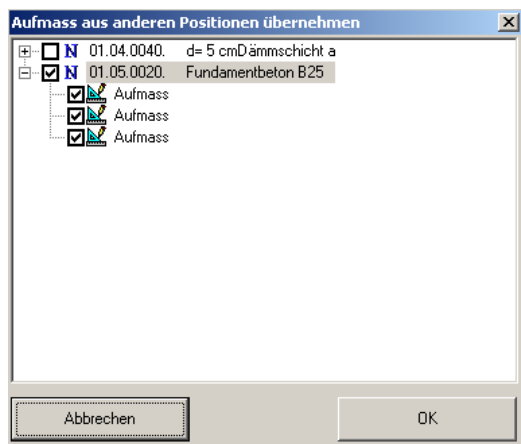 Aufmass aus anderen Positionen übernehmen
N 01.04.0040. d= 5 cmDämmschicht a
N 01.05.0020. Fundamentbeton B25
Aufmass
Aufmass
Aufmass
Abbrechen OK